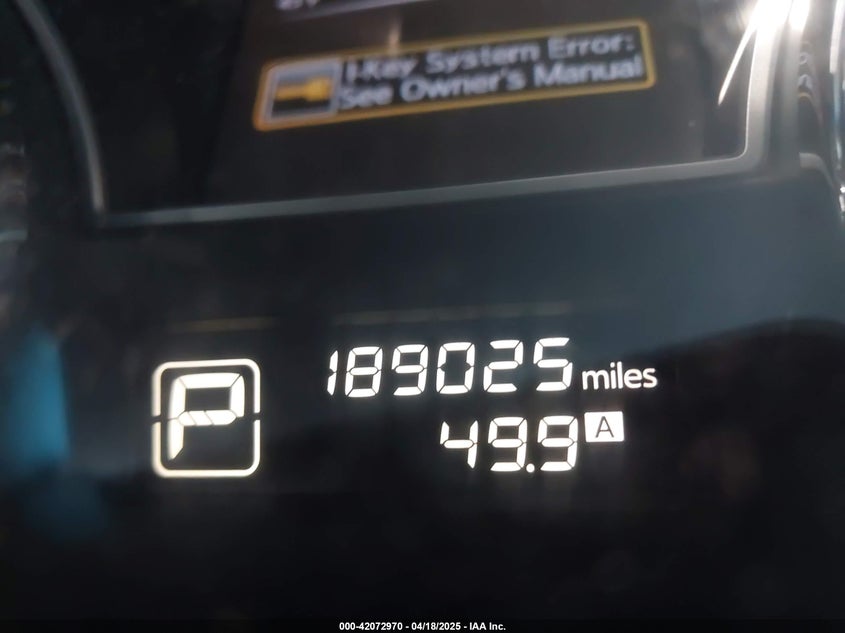 I-Key System Error:
See Owner's Manual
189025 miles
P
49.9 A
000-42072970 - 04/18/2025 - IAA Inc.